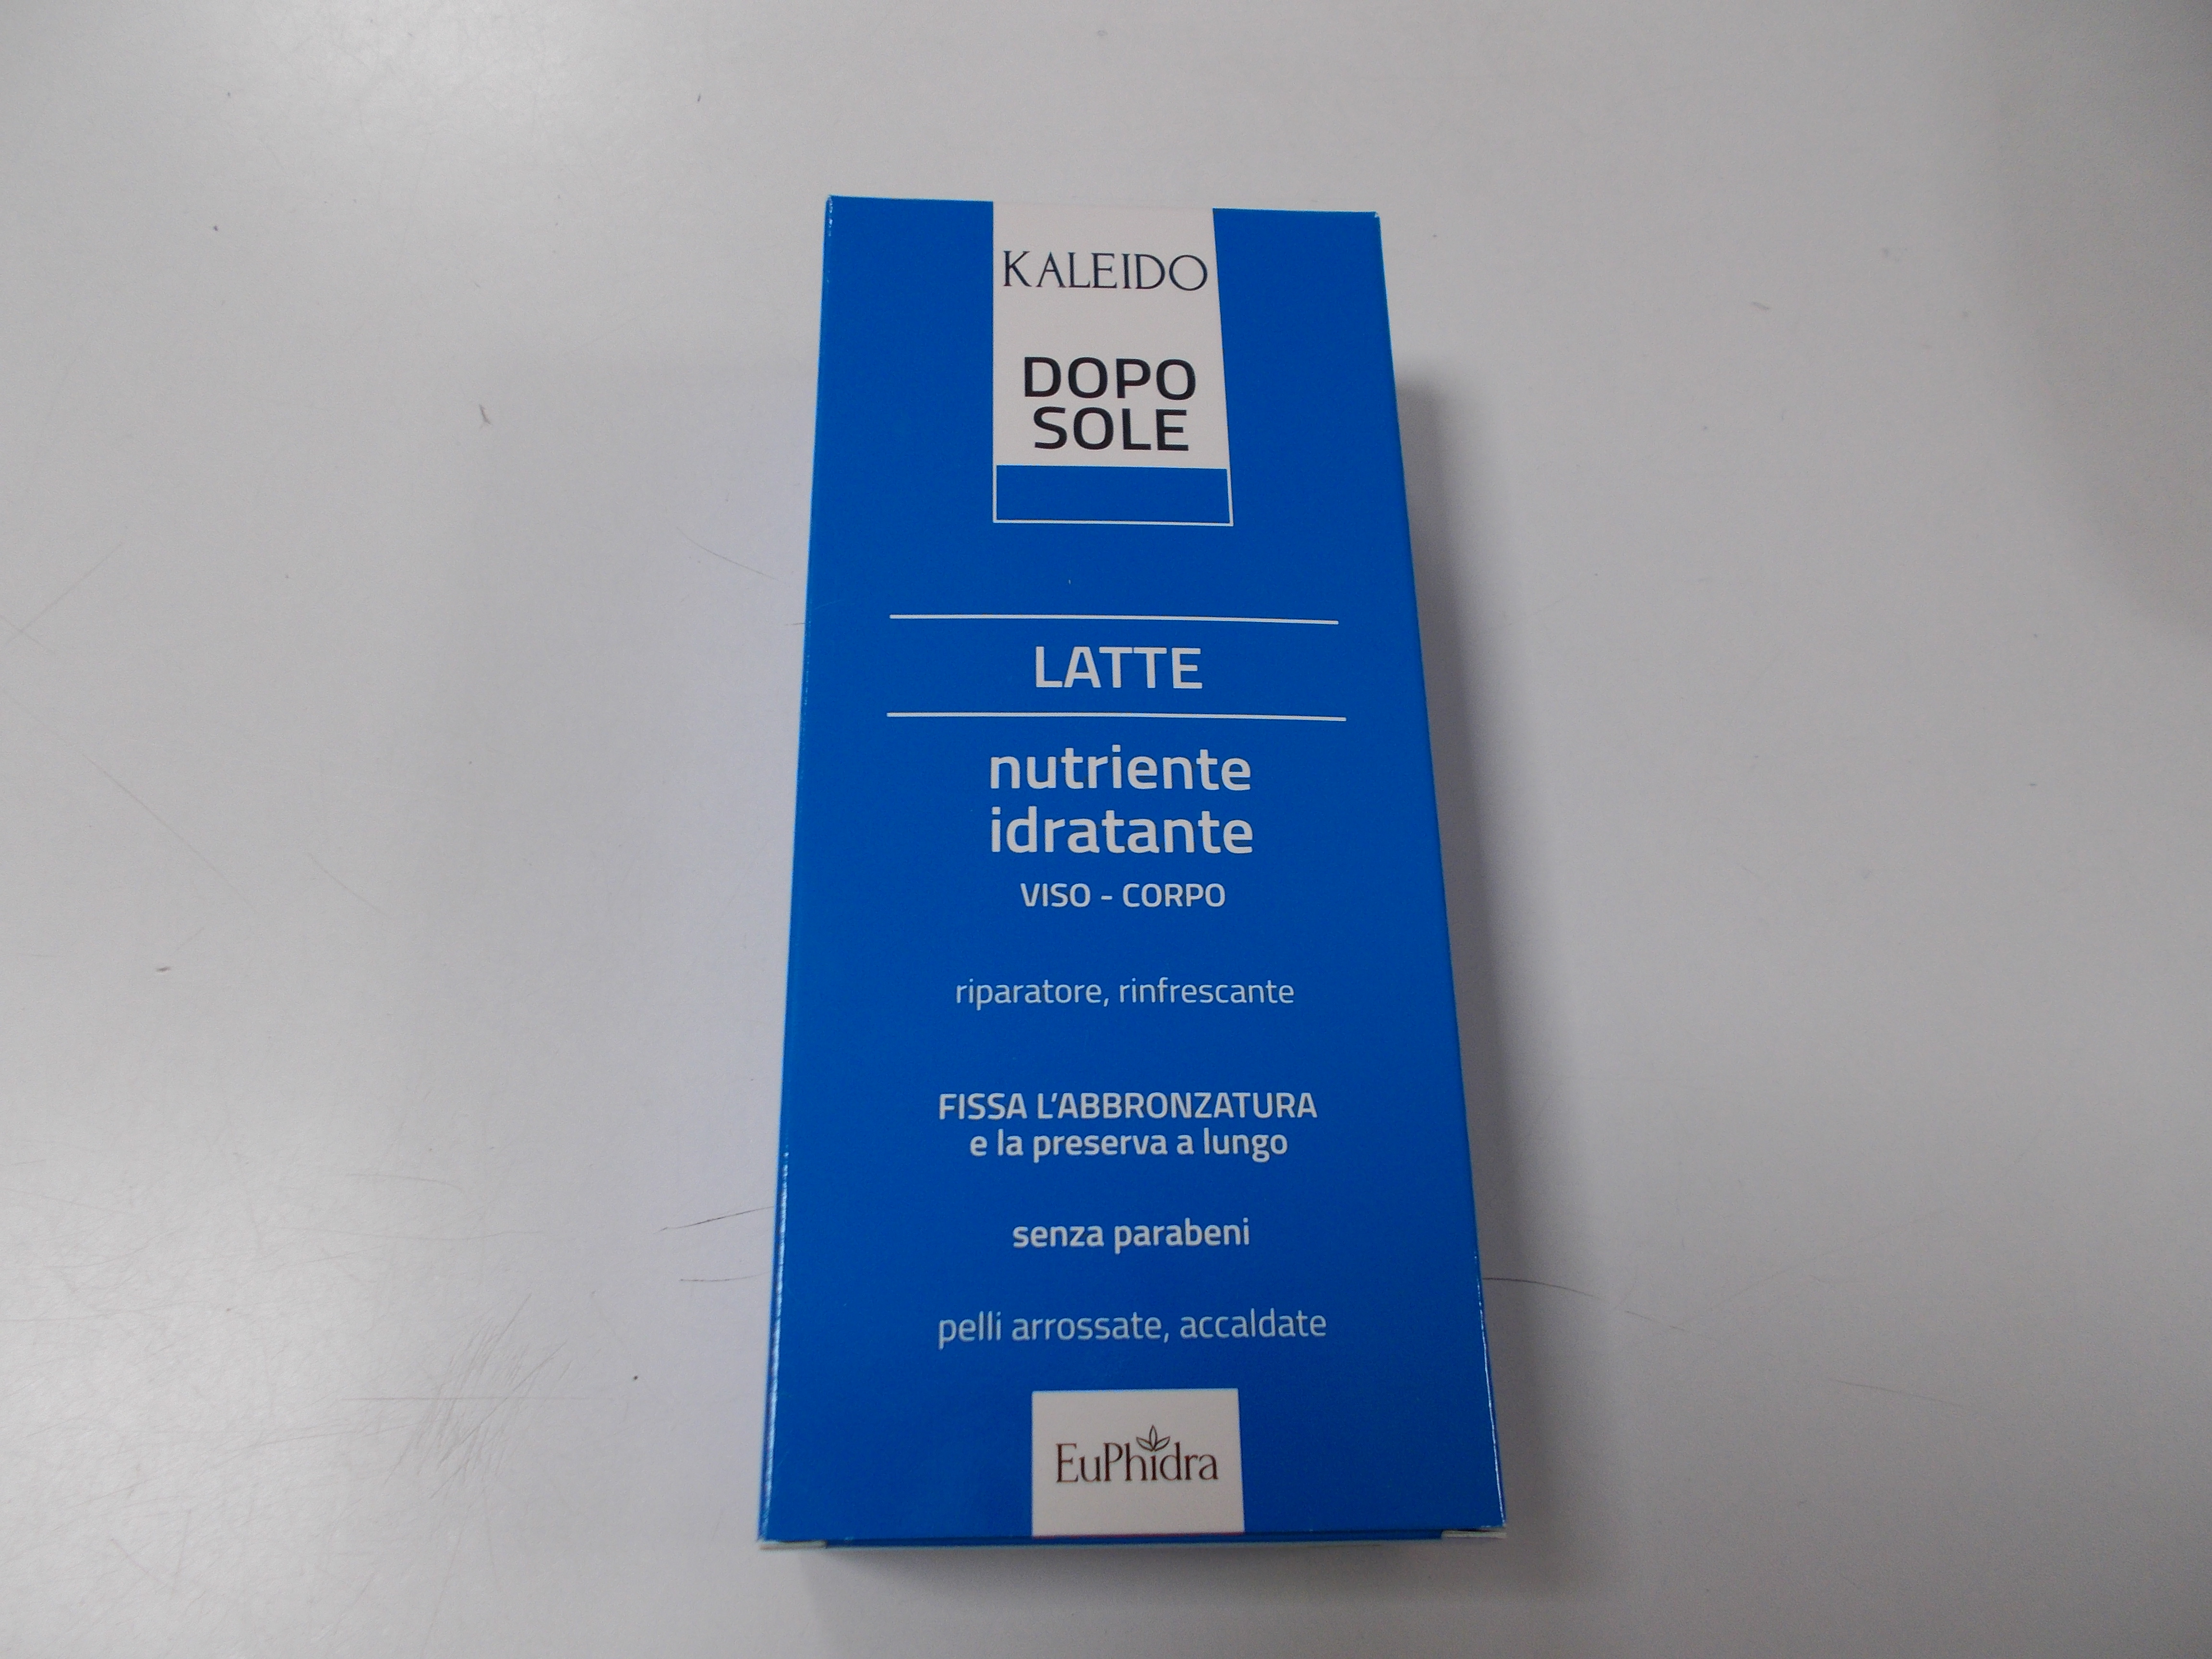 KALEIDO
DOPO
SOLE
LATTE
nutriente
idratante
VISO - CORPO
riparatore, rinfrescante
FISSA L'ABBRONZATURA
e la preserva a lungo
senza parabeni
pelli arrossate, accaldate
EuPhidra